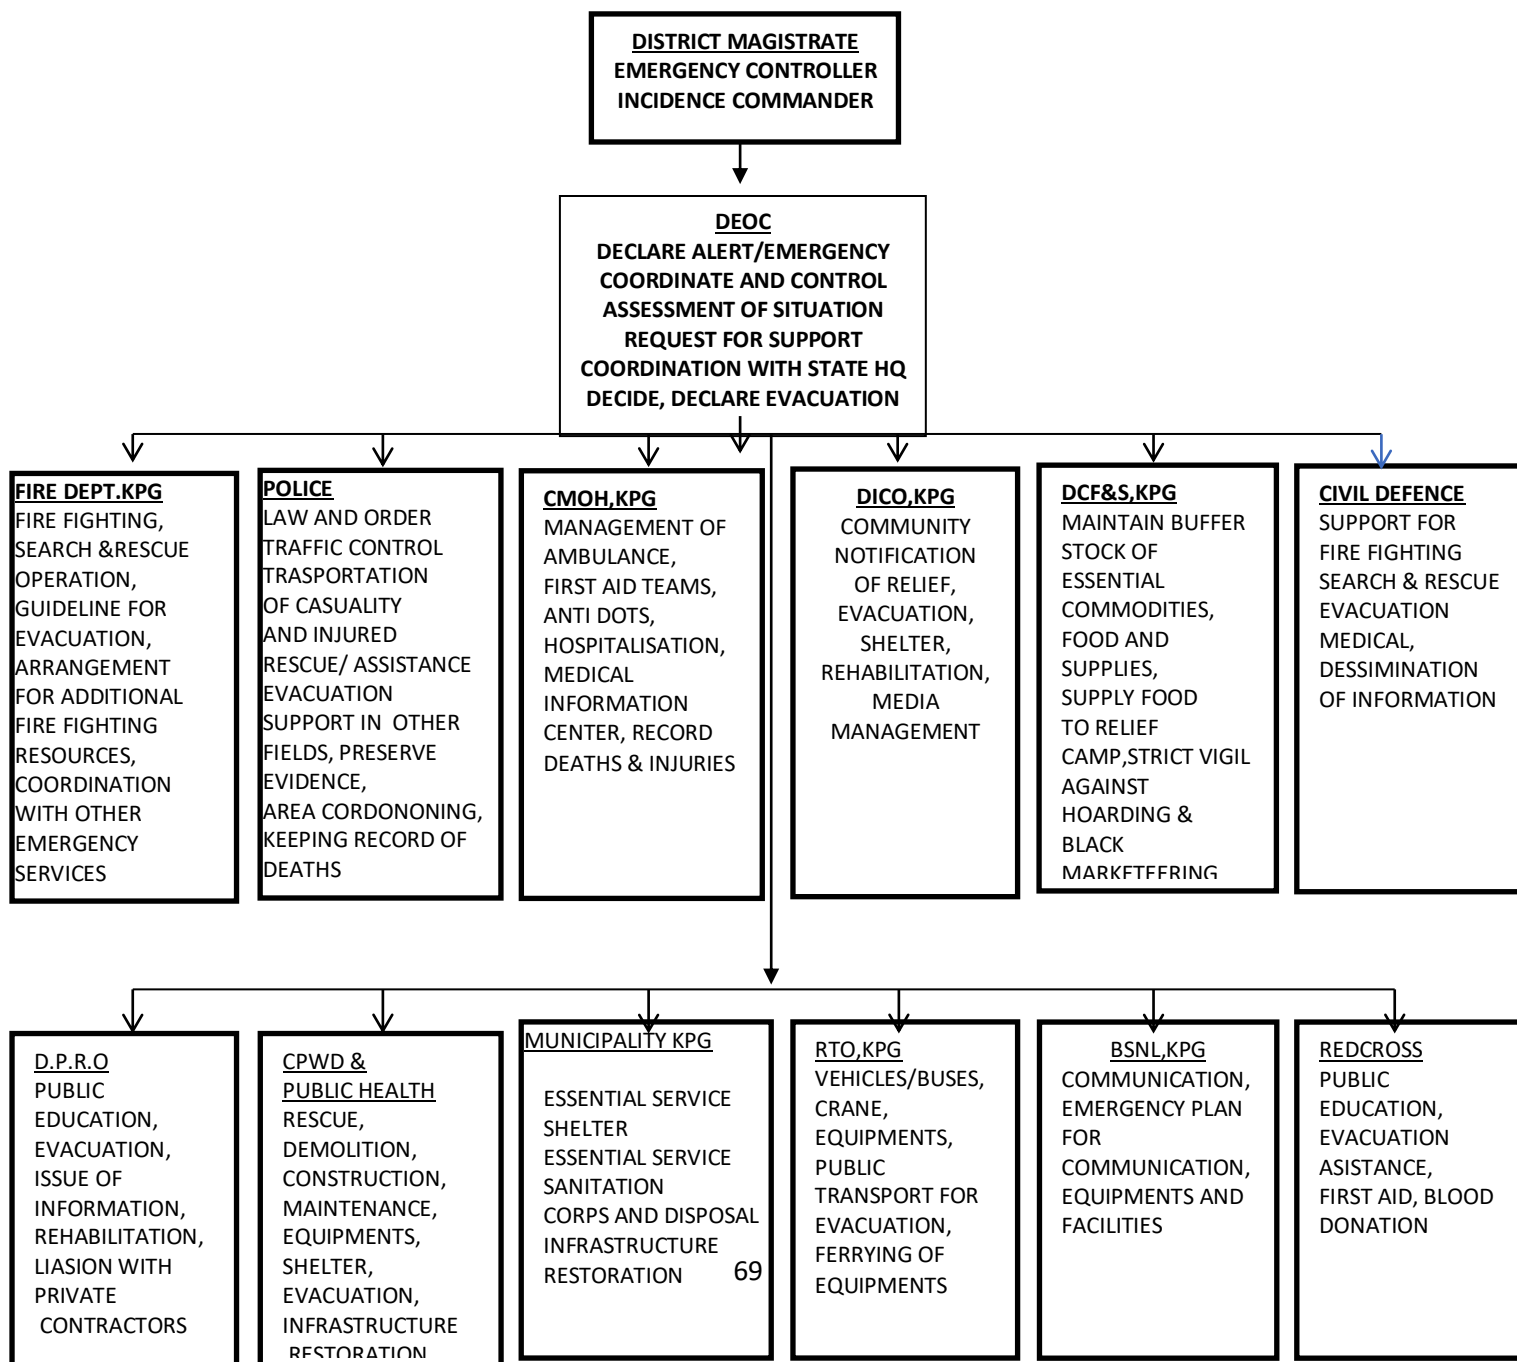 DISTRICT MAGISTRATE
EMERGENCY CONTROLLER
INCIDENCE COMMANDER
DEOC
DECLARE ALERT/EMERGENCY
COORDINATE AND CONTROL
ASSESSMENT OF SITUATION
REQUEST FOR SUPPORT
COORDINATION WITH STATE HQ
DECIDE, DECLARE EVACUATION
FIRE DEPT.KPG
FIRE FIGHTING,
SEARCH &RESCUE
OPERATION,
GUIDELINE FOR
EVACUATION,
ARRANGEMENT
FOR ADDITIONAL
FIRE FIGHTING
RESOURCES,
COORDINATION
WITH OTHER
EMERGENCY
SERVICES
POLICE
LAW AND ORDER
TRAFFIC CONTROL
TRASPORTATION
OF CASUALITY
AND INJURED
RESCUE/ ASSISTANCE
EVACUATION
SUPPORT IN OTHER
FIELDS, PRESERVE
EVIDENCE,
AREA CORDONONING,
KEEPING RECORD OF
DEATHS
CMOH,KPG
MANAGEMENT OF
AMBULANCE,
FIRST AID TEAMS,
ANTI DOTS,
HOSPITALISATION,
MEDICAL
INFORMATION
CENTER, RECORD
DEATHS & INJURIES
DICO,KPG
COMMUNITY
NOTIFICATION
OF RELIEF,
EVACUATION,
SHELTER,
REHABILITATION,
MEDIA
MANAGEMENT
DCF&S,KPG
MAINTAIN BUFFER
STOCK OF
ESSENTIAL
COMMODITIES,
FOOD AND
SUPPLIES,
SUPPLY FOOD
TO RELIEF
CAMP,STRICT VIGIL
AGAINST
HOARDING &
BLACK
MARKETEERING
CIVIL DEFENCE
SUPPORT FOR
FIRE FIGHTING
SEARCH & RESCUE
EVACUATION
MEDICAL,
DESSIMINATION
OF INFORMATION
D.P.R.O
PUBLIC
EDUCATION,
EVACUATION,
ISSUE OF
INFORMATION,
REHABILITATION,
LIASION WITH
PRIVATE
CONTRACTORS
CPWD &
PUBLIC HEALTH
RESCUE,
DEMOLITION,
CONSTRUCTION,
MAINTENANCE,
EQUIPMENTS,
SHELTER,
EVACUATION,
INFRASTRUCTURE
RESTORATION
MUNICIPALITY KPG
ESSENTIAL SERVICE
SHELTER
ESSENTIAL SERVICE
SANITATION
CORPS AND DISPOSAL
INFRASTRUCTURE
RESTORATION
69
RTO,KPG
VEHICLES/BUSES,
CRANE,
EQUIPMENTS,
PUBLIC
TRANSPORT FOR
EVACUATION,
FERRYING OF
EQUIPMENTS
BSNL,KPG
COMMUNICATION,
EMERGENCY PLAN
FOR
COMMUNICATION,
EQUIPMENTS AND
FACILITIES
REDCROSS
PUBLIC
EDUCATION,
EVACUATION
ASISTANCE,
FIRST AID, BLOOD
DONATION